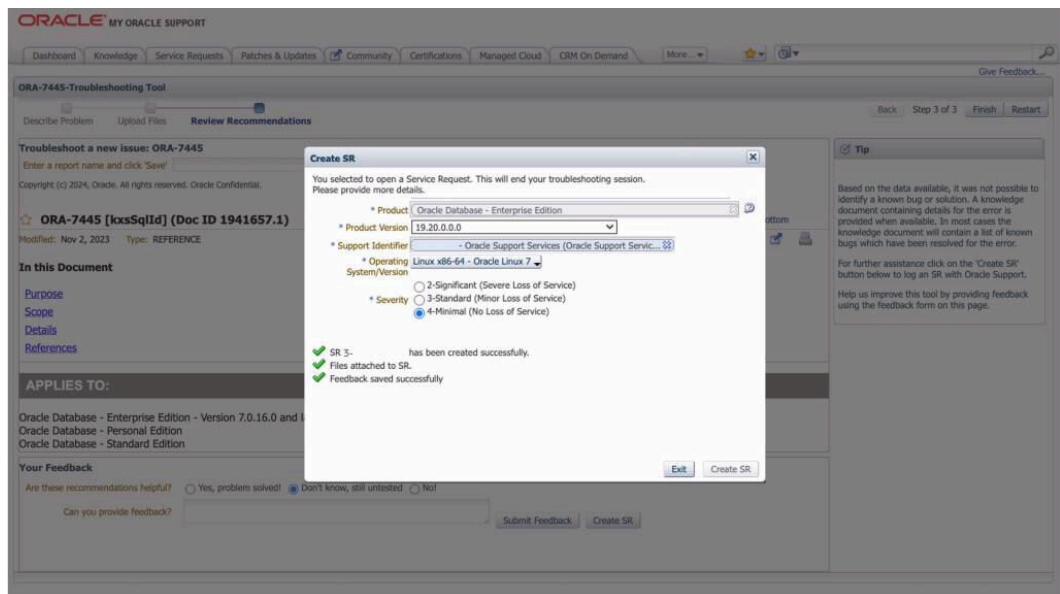 ORACLE MY ORACLE SUPPORT
Dashboard Knowledge Service Requests Patches & Updates Community Certifications Managed Cloud CRM On Demand More...
Give Feedback...
ORA-7445-Troubleshooting Tool
Describe Problem Upload Files Review Recommendations
Back Step 3 of 3 Finish Restart
Troubleshoot a new issue: ORA-7445
Enter a report name and click 'Save'
Copyright (c) 2024, Oracle. All rights reserved. Oracle Confidential.
ORA-7445 [kxsSqlId] (Doc ID 1941657.1)
Modified: Nov 2, 2023 Type: REFERENCE
In this Document
Purpose
Scope
Details
References
APPLIES TO:
Oracle Database - Enterprise Edition - Version 7.0.16.0 and
Oracle Database - Personal Edition
Oracle Database - Standard Edition
Your Feedback
Are these recommendations helpful? Yes, problem solved! Don't know, still untested No!
Can you provide feedback?
Submit Feedback Create SR
Create SR
You selected to open a Service Request. This will end your troubleshooting session.
Please provide more details.
* Product Oracle Database - Enterprise Edition
* Product Version 19.20.0.0.0
* Support Identifier - Oracle Support Services (Oracle Support Servic...
* Operating System/Version Linux x86-64 - Oracle Linux 7
* Severity
2-Significant (Severe Loss of Service)
3-Standard (Minor Loss of Service)
4-Minimal (No Loss of Service)
SR 3- has been created successfully.
Files attached to SR.
Feedback saved successfully
Exit Create SR
Tip
Based on the data available, it was not possible to
identify a known bug or solution. A knowledge
document containing details for the error is
provided when available. In most cases the
knowledge document will contain a list of known
bugs which have been resolved for the error.
For further assistance click on the 'Create SR'
button below to log an SR with Oracle Support.
Help us improve this tool by providing feedback
using the feedback form on this page.